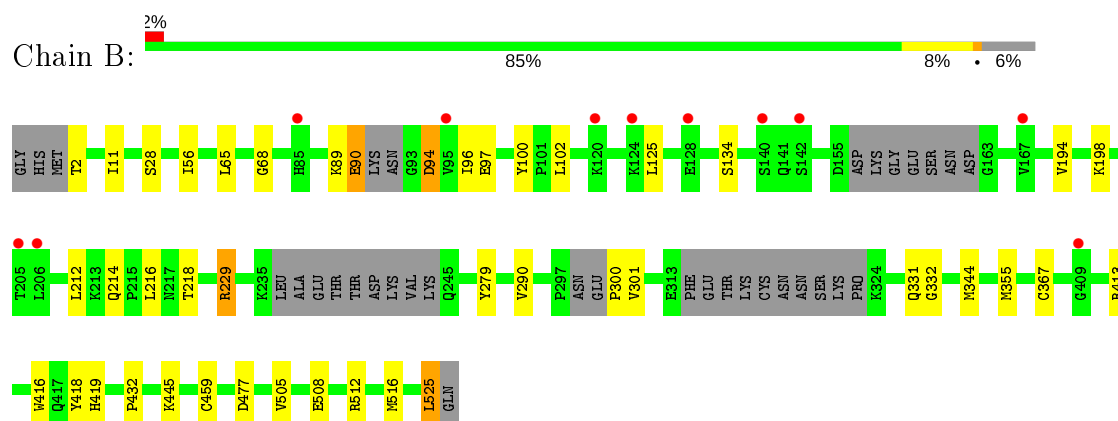 2%
Chain B:
85% 8% • 6%
GLY HIS MET T2 I11 S28 I56 L65 G68 H85 K89 E90 LYS ASN G93 D94 V95 I96 E97 Y100 P101 L102 K120 K124 L125 E128 S134 S140 Q141 S142 D155 ASP LYS GLY GLU SER ASN ASP G163 V167 V194 K198
T205 L206 L212 K213 Q214 P215 L216 N217 T218 R229 K235 LEU ALA GLU THR THR ASP LYS VAL LYS Q245 Y279 V290 P297 ASN GLU P300 V301 E313 PHE GLU THR LYS CYS ASN ASN SER LYS PRO K324 Q331 G332 M344 M355 C367 G409
W416 Q417 Y418 H419 P432 K445 C459 D477 V505 E508 R512 M516 L525 GLN